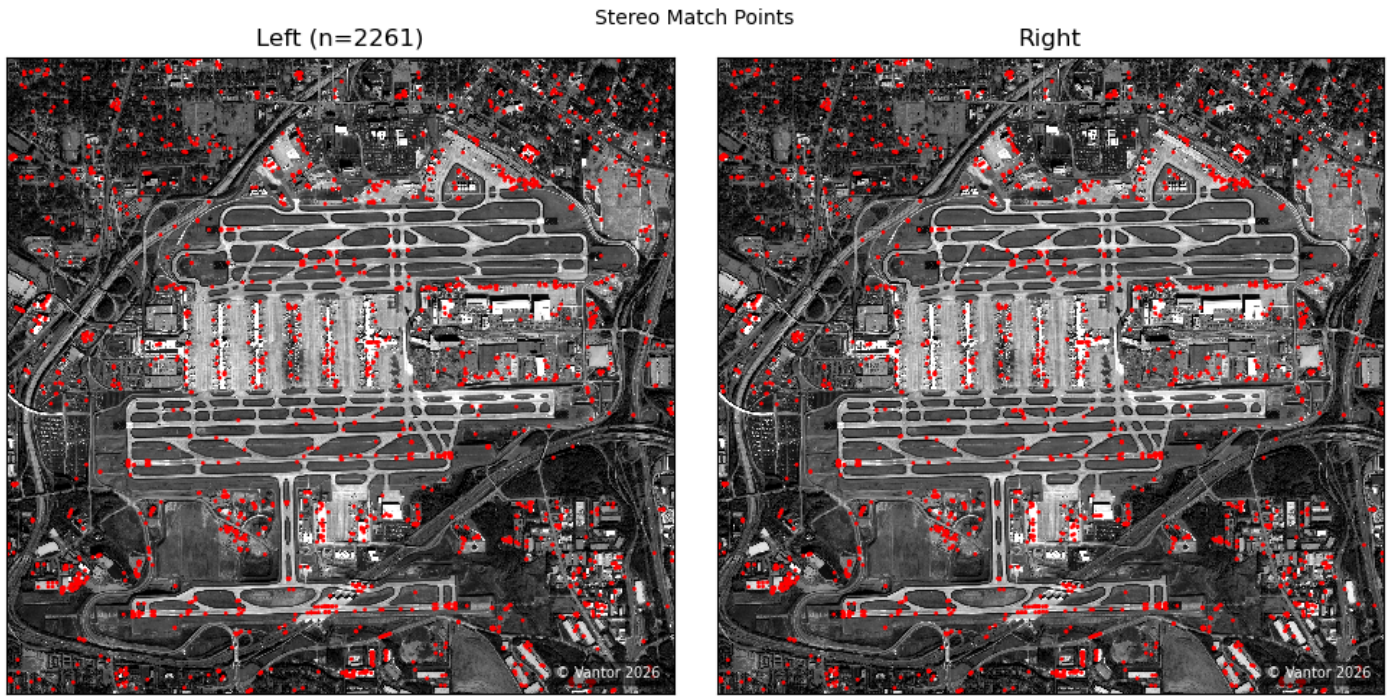 Stereo Match Points
Left (n=2261)
Right
© Vantor 2026
© Vantor 2026